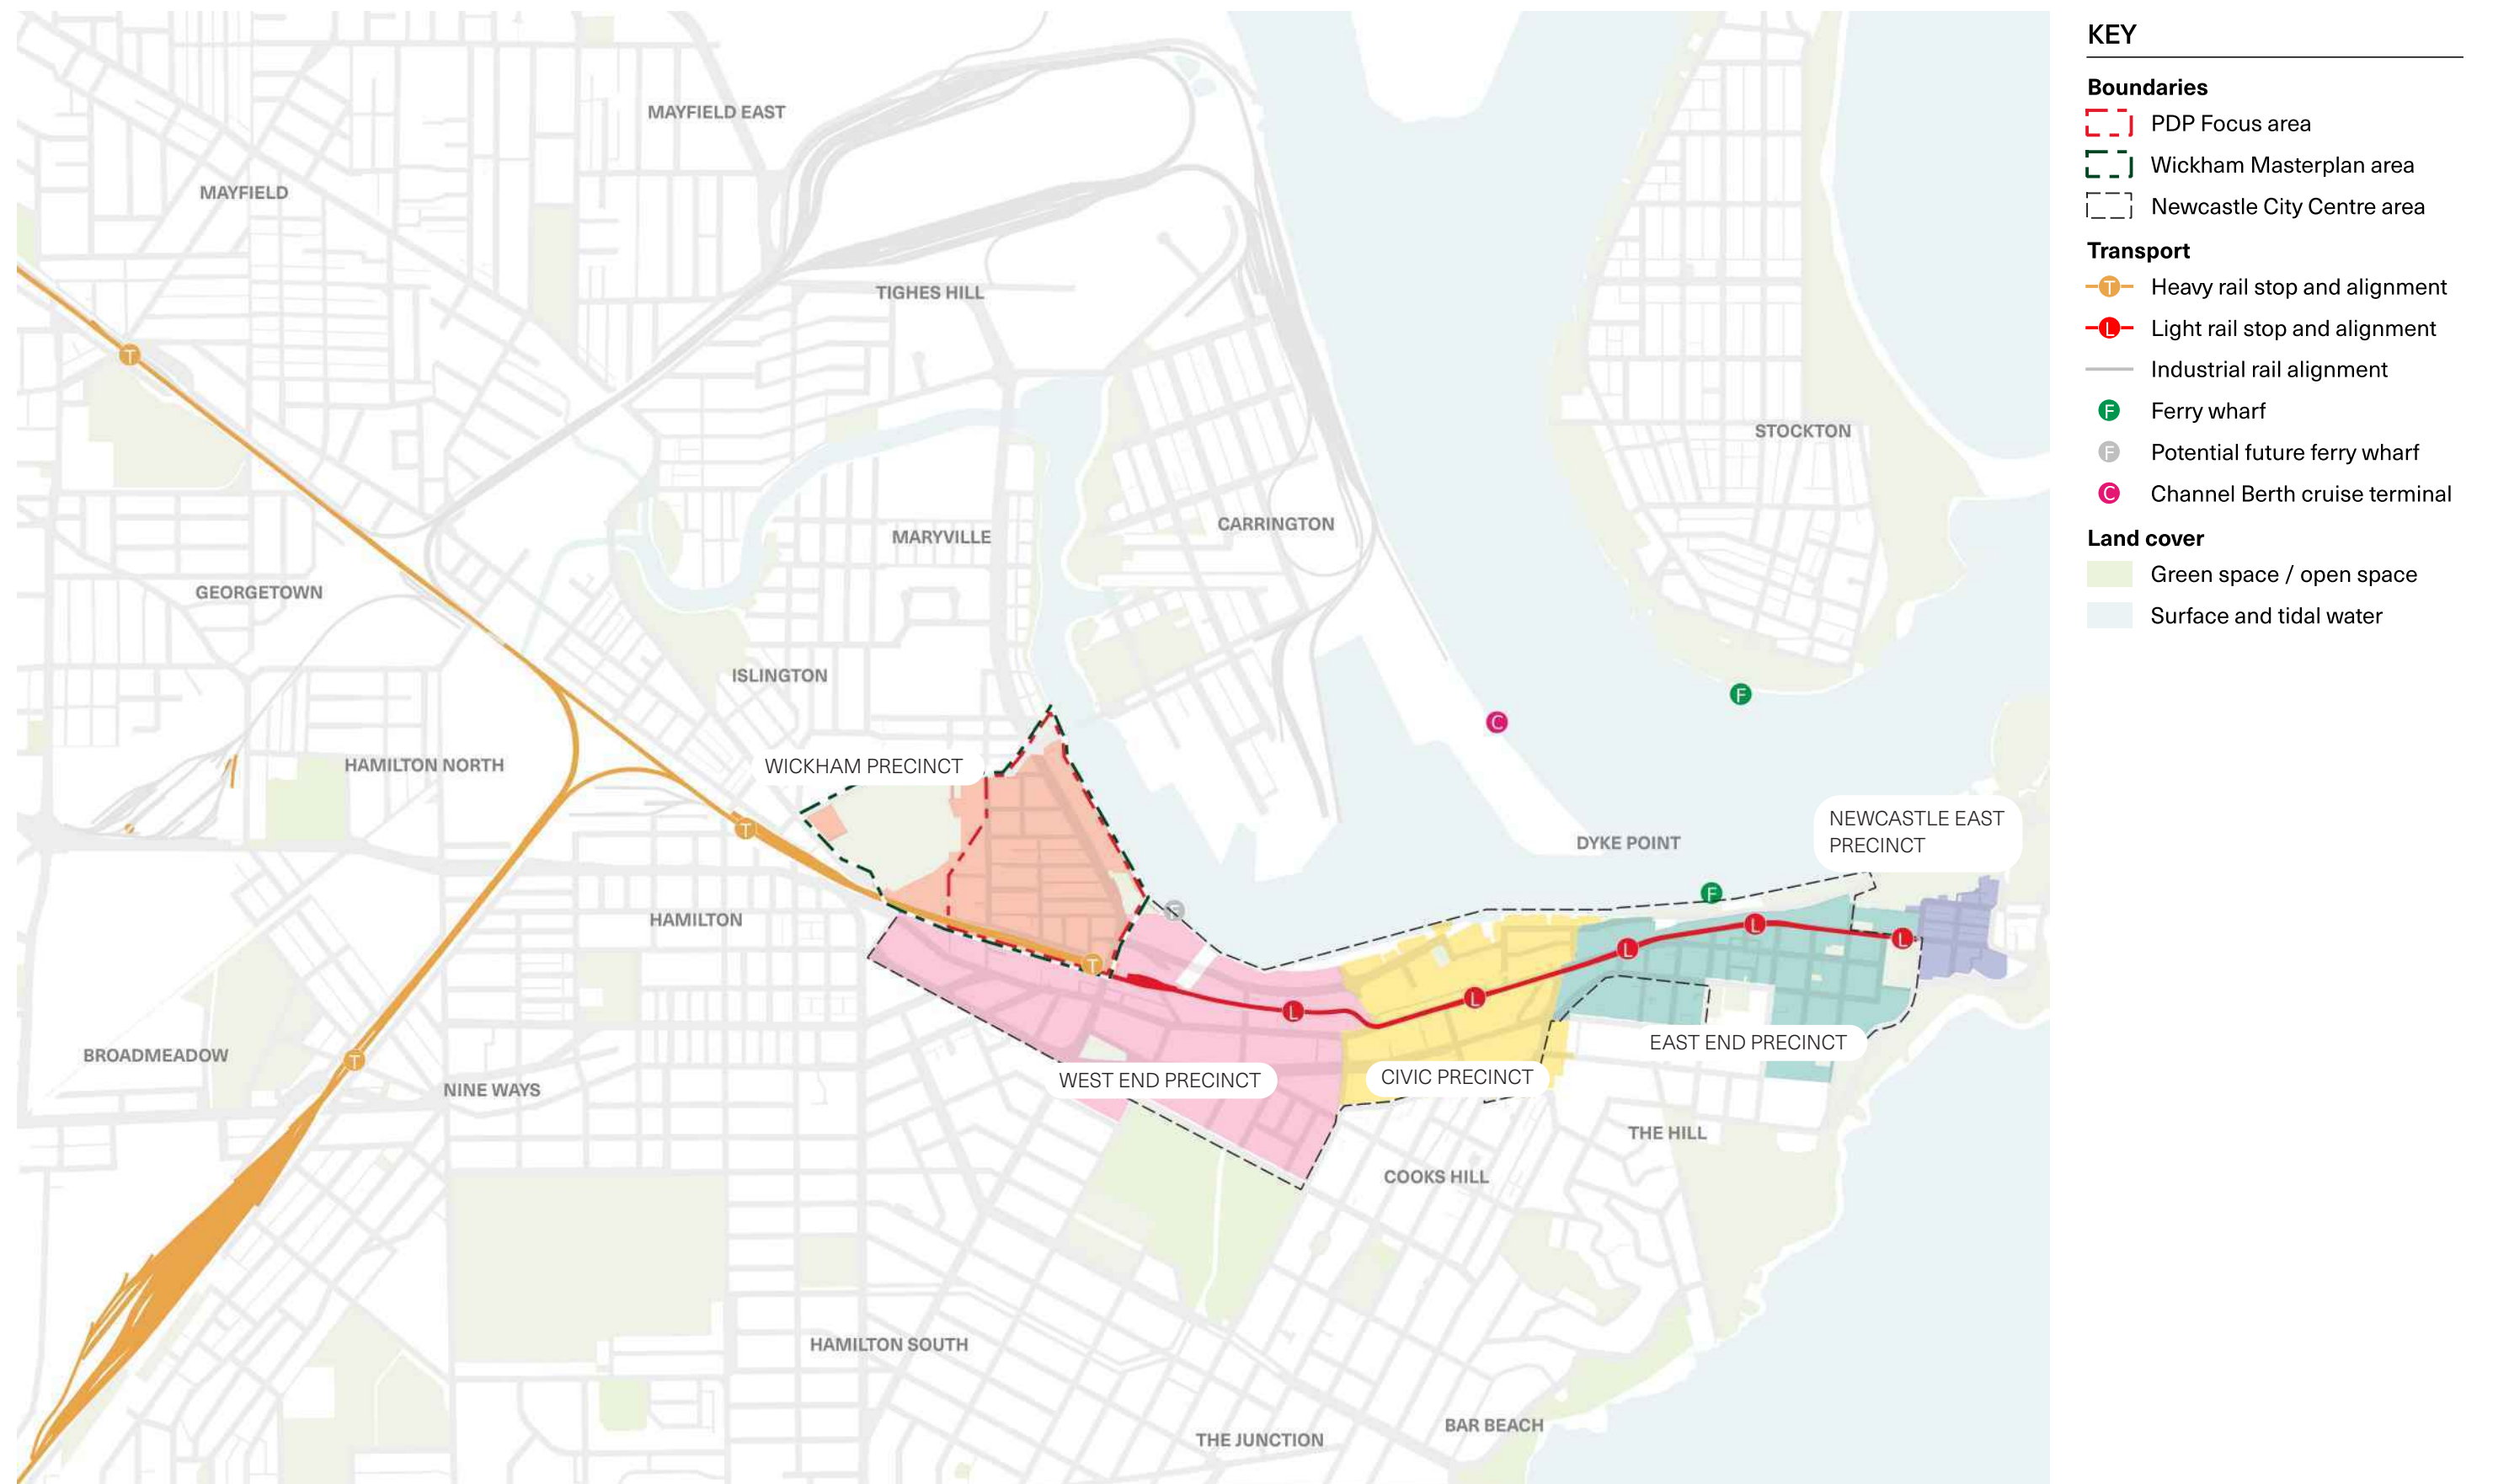 KEY
Boundaries
PDP Focus area
Wickham Masterplan area
Newcastle City Centre area
Transport
T
Heavy rail stop and alignment
L
Light rail stop and alignment
Industrial rail alignment
F
Ferry wharf
F
Potential future ferry wharf
C
Channel Berth cruise terminal
Land cover
Green space / open space
Surface and tidal water
MAYFIELD EAST
MAYFIELD
TIGHES HILL
T
STOCKTON
CARRINGTON
MARYVILLE
GEORGETOWN
ISLINGTON
F
C
WICKHAM PRECINCT
HAMILTON NORTH
NEWCASTLE EAST
PRECINCT
T
DYKE POINT
F
F
HAMILTON
L
L
L
T
L
L
EAST END PRECINCT
BROADMEADOW
T
WEST END PRECINCT
CIVIC PRECINCT
NINE WAYS
THE HILL
COOKS HILL
HAMILTON SOUTH
BAR BEACH
THE JUNCTION